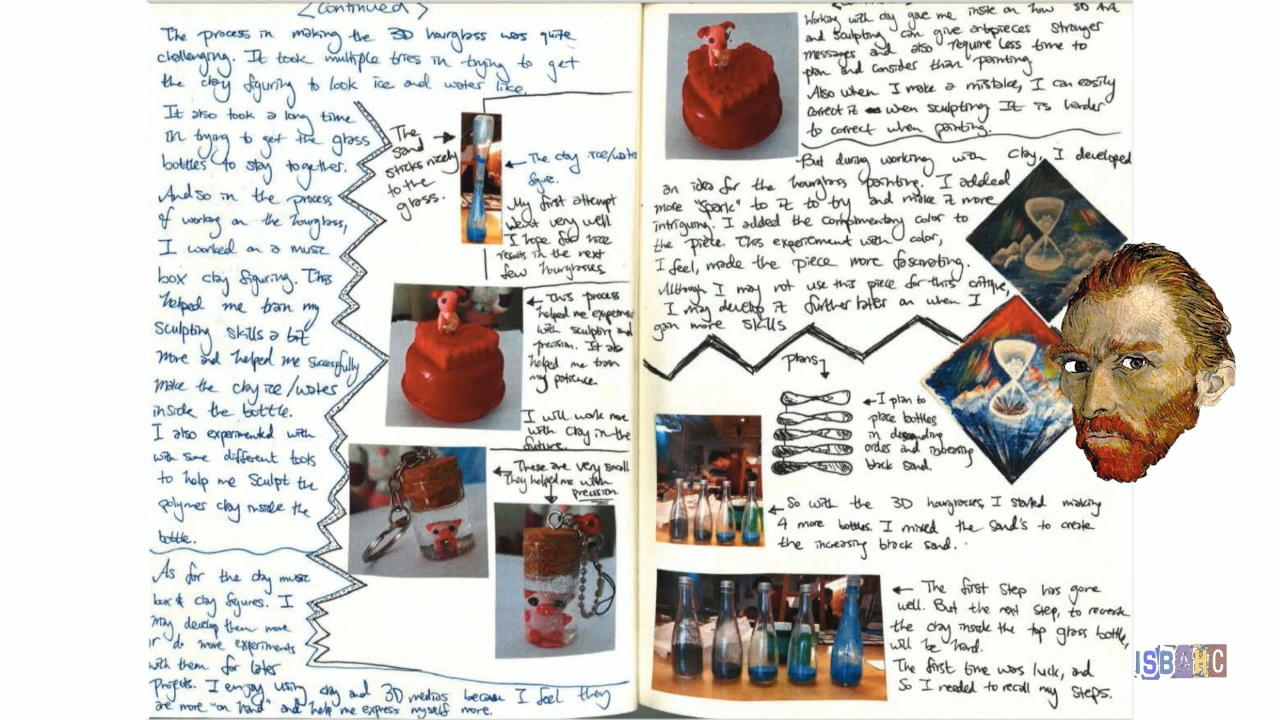 <Continued>
The process in making the 3D hourglass was quite
challenging. It took multiple tries in trying to get
the clay figuring to look ice and water like.
It also took a long time
in trying to get the glass
bottles to stay together.
And so in the process
of working on the hourglass,
I worked on a music
box clay figuring. This
helped me train my
sculpting skills a bit
more and helped me succesfully
make the clay ice/water
inside the bottle.
I also experimented with
with some different tools
to help me sculpt the
polymer clay inside the
bottle.
As for the clay music
box & clay figures. I
may develop them more
or do more experiments
with them for later
projects. I enjoy using clay and 3D medias because I feel they
are more "on hand" and help me express myself more.
The
sand
sticks nicely
to the
glass.
The clay ice/water
figure.
My first attempt
went very well
I hope for nice
results in the next
few hourglasses
This process
helped me experiment
with sculpting and
precision. It also
helped me train
my patience.
I will work more
with clay in the
future.
These are very small
They helped me with
precision
Working with clay gave me insite on how 3D Art
and sculpting can give artpieces stronger
messages and also require less time to
plan and consider than painting.
Also when I make a mistake, I can easily
correct it when sculpting It is harder
to correct when painting.
But during working with clay, I developed
an idea for the hourglass painting. I added
more "spark" to it to try and make it more
intriguing. I added the complimentary color to
the piece. This experiment with color,
I feel, made the piece more fascinating.
Although I may not use this piece for this critique,
I may develop it further later on when I
gain more skills
plans
I plan to
place bottles
in descending
order and increasing
black sand.
So with the 3D hourglasses, I started making
4 more bottles. I mixed the sand's to create
the increasing black sand.
The first step has gone
well. But the next step, to recreate
the clay inside the top glass bottle,
will be hard.
The first time was luck, and
So I needed to recall my steps.
ISBAHC